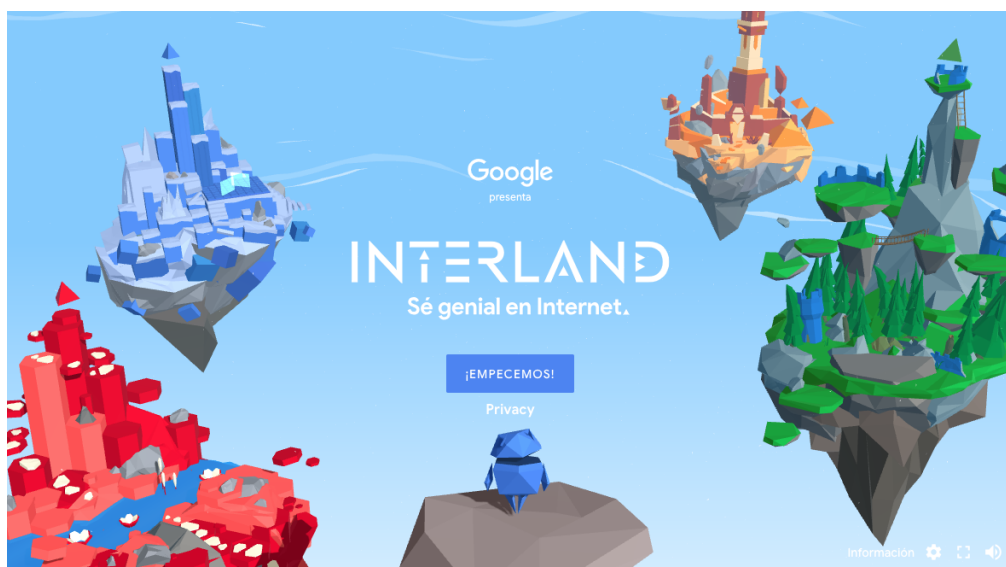 Google
presenta
INTERLAND
Sé genial en Internet.
¡EMPECEMOS!
Privacy
Información